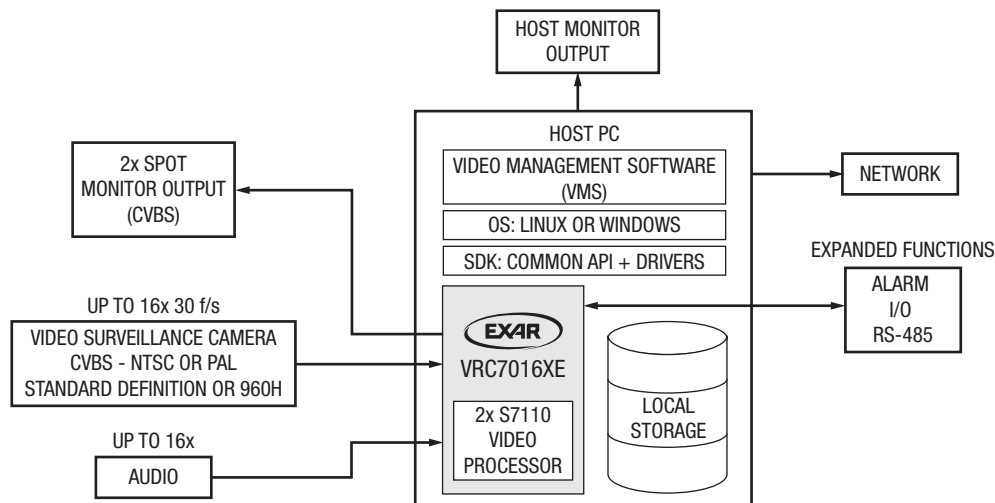 HOST MONITOR
OUTPUT
HOST PC
VIDEO MANAGEMENT SOFTWARE
(VMS)
OS: LINUX OR WINDOWS
SDK: COMMON API + DRIVERS
2x SPOT
MONITOR OUTPUT
(CVBS)
NETWORK
EXPANDED FUNCTIONS
ALARM
I/O
RS-485
UP TO 16x 30 f/s
VIDEO SURVEILLANCE CAMERA
CVBS - NTSC OR PAL
STANDARD DEFINITION OR 960H
EXAR
VRC7016XE
2x S7110
VIDEO
PROCESSOR
LOCAL
STORAGE
UP TO 16x
AUDIO